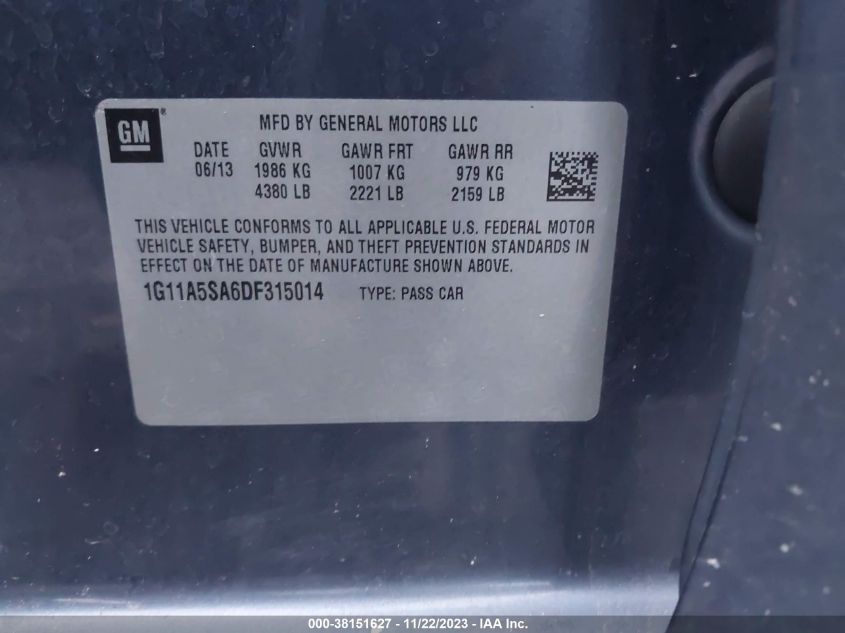 GM
MFD BY GENERAL MOTORS LLC
DATE GVWR GAWR FRT GAWR RR
06/13 1986 KG 1007 KG 979 KG
4380 LB 2221 LB 2159 LB
THIS VEHICLE CONFORMS TO ALL APPLICABLE U.S. FEDERAL MOTOR
VEHICLE SAFETY, BUMPER, AND THEFT PREVENTION STANDARDS IN
EFFECT ON THE DATE OF MANUFACTURE SHOWN ABOVE.
1G11A5SA6DF315014 TYPE: PASS CAR
000-38151627 - 11/22/2023 - IAA Inc.